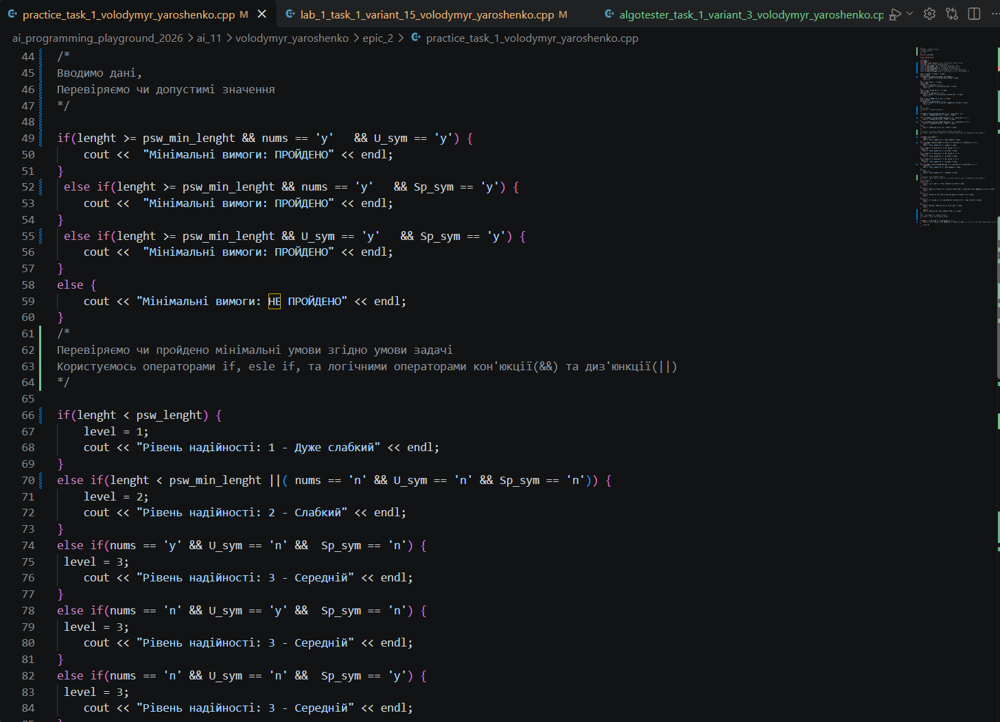 practice_task_1_volodymyr_yaroshenko.cpp M lab_1_task_1_variant_15_volodymyr_yaroshenko.cpp M algotester_task_1_variant_3_volodymyr_yaroshenko.cp
ai_programming_playground_2026 > ai_11 > volodymyr_yaroshenko > epic_2 > practice_task_1_volodymyr_yaroshenko.cpp
44 /*
45 Вводимо дані,
46 Перевіряємо чи допустимі значення
47 */
48
49 if(lenght >= psw_min_lenght && nums == 'y'   && U_sym == 'y') {
50     cout <<  "Мінімальні вимоги: ПРОЙДЕНО" << endl;
51 }
52  else if(lenght >= psw_min_lenght && nums == 'y'   && Sp_sym == 'y') {
53     cout <<  "Мінімальні вимоги: ПРОЙДЕНО" << endl;
54 }
55  else if(lenght >= psw_min_lenght && U_sym == 'y'   && Sp_sym == 'y') {
56     cout <<  "Мінімальні вимоги: ПРОЙДЕНО" << endl;
57 }
58 else {
59     cout << "Мінімальні вимоги: НЕ ПРОЙДЕНО" << endl;
60 }
61 /*
62 Перевіряємо чи пройдено мінімальні умови згідно умови задачі
63 Користуємось операторами if, esle if, та логічними операторами кон'юкції(&&) та диз'юнкції(||)
64 */
65
66 if(lenght < psw_lenght) {
67     level = 1;
68     cout << "Рівень надійності: 1 - Дуже слабкий" << endl;
69 }
70 else if(lenght < psw_min_lenght ||( nums == 'n' && U_sym == 'n' && Sp_sym == 'n')) {
71     level = 2;
72     cout << "Рівень надійності: 2 - Слабкий" << endl;
73 }
74 else if(nums == 'y' && U_sym == 'n' &&  Sp_sym == 'n') {
75  level = 3;
76     cout << "Рівень надійності: 3 - Середній" << endl;
77 }
78 else if(nums == 'n' && U_sym == 'y' &&  Sp_sym == 'n') {
79  level = 3;
80     cout << "Рівень надійності: 3 - Середній" << endl;
81 }
82 else if(nums == 'n' && U_sym == 'n' &&  Sp_sym == 'y') {
83  level = 3;
84     cout << "Рівень надійності: 3 - Середній" << endl;